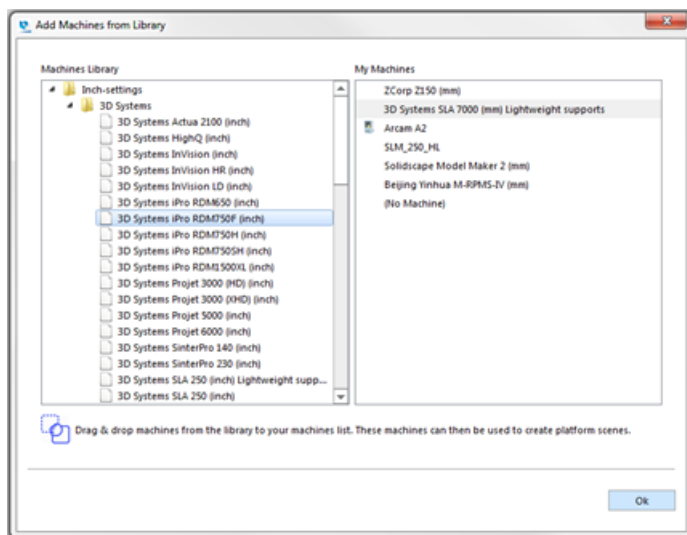 Add Machines from Library
Machines Library
Inch-settings
3D Systems
3D Systems Actua 2100 (inch)
3D Systems HighQ (inch)
3D Systems InVision (inch)
3D Systems InVision HR (inch)
3D Systems InVision LD (inch)
3D Systems iPro RDM650 (inch)
3D Systems iPro RDM750F (inch)
3D Systems iPro RDM750H (inch)
3D Systems iPro RDM750SH (inch)
3D Systems iPro RDM1500XL (inch)
3D Systems Projet 3000 (HD) (inch)
3D Systems Projet 3000 (XHD) (inch)
3D Systems Projet 5000 (inch)
3D Systems Projet 6000 (inch)
3D Systems SinterPro 140 (inch)
3D Systems SinterPro 230 (inch)
3D Systems SLA 250 (inch) Lightweight supp...
3D Systems SLA 250 (inch)
My Machines
ZCorp Z150 (mm)
3D Systems SLA 7000 (mm) Lightweight supports
Arcam A2
SLM_250_HL
Solidscape Model Maker 2 (mm)
Beijing Yinhua M-RPMS-IV (mm)
(No Machine)
Drag & drop machines from the library to your machines list. These machines can then be used to create platform scenes.
Ok